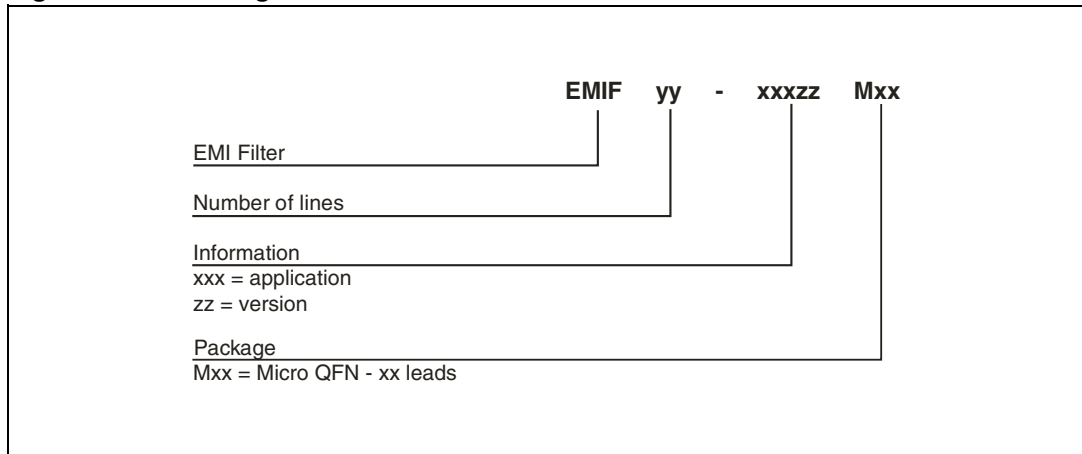 EMIF yy - xxxzz Mxx
EMI Filter
Number of lines
Information
xxx = application
zz = version
Package
Mxx = Micro QFN - xx leads